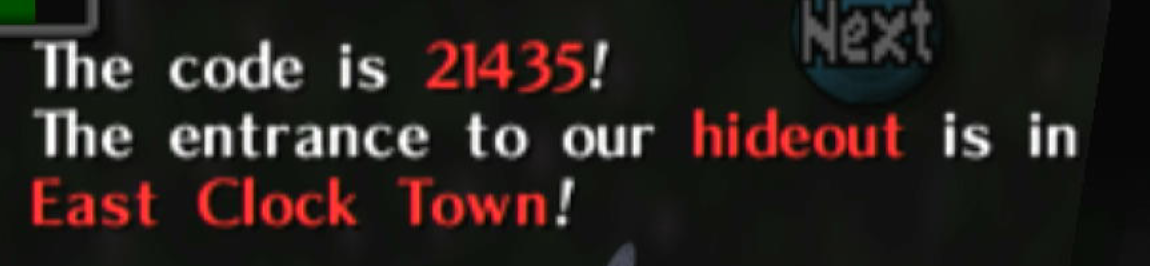 Next
The code is 21435!
The entrance to our hideout is in
East Clock Town!